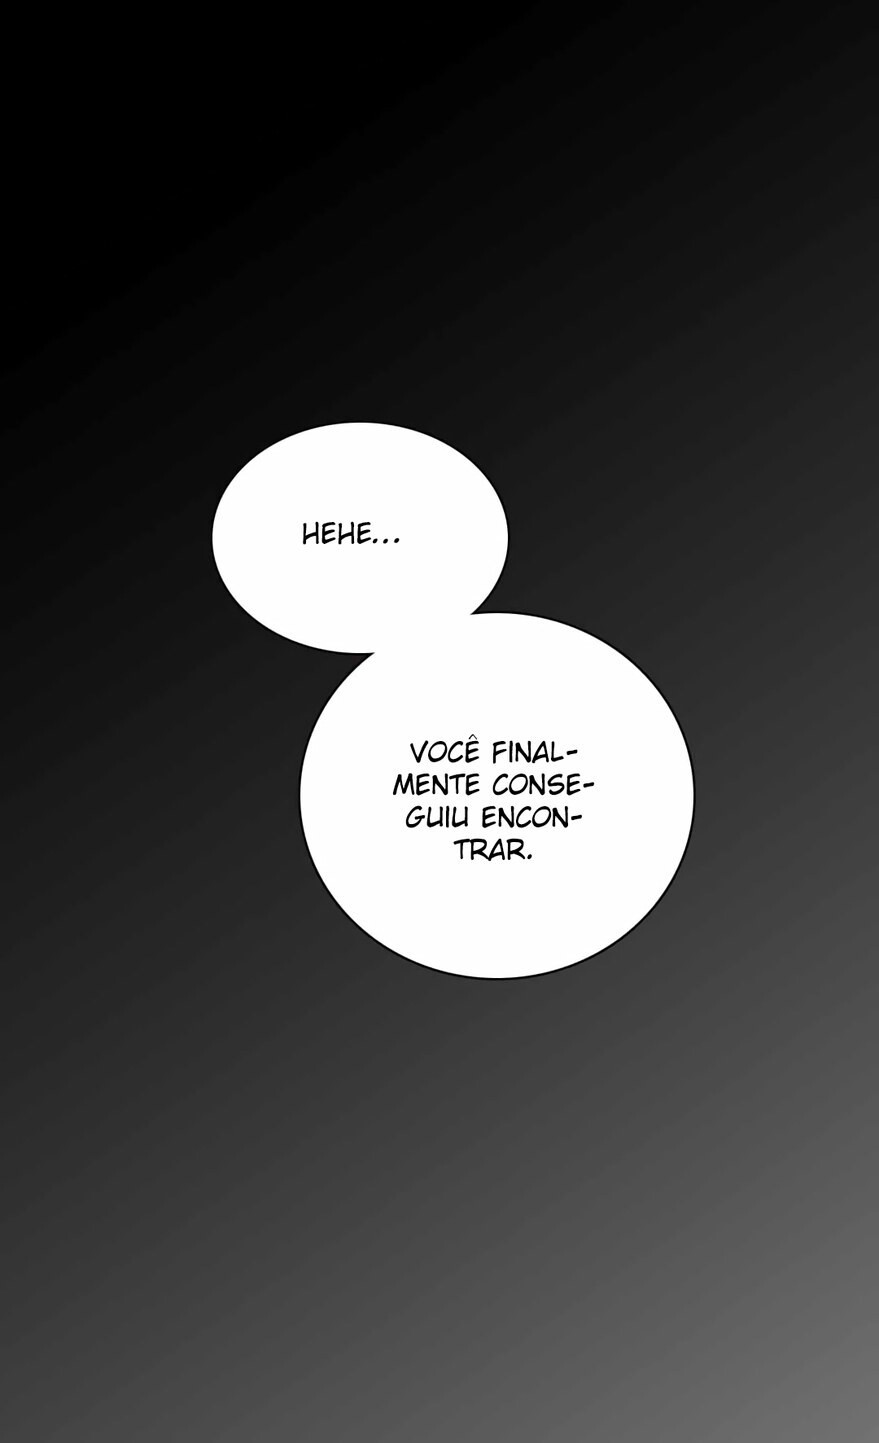 HEHE...
VOCÊ FINAL-
MENTE CONSE-
GUIU ENCON-
TRAR.